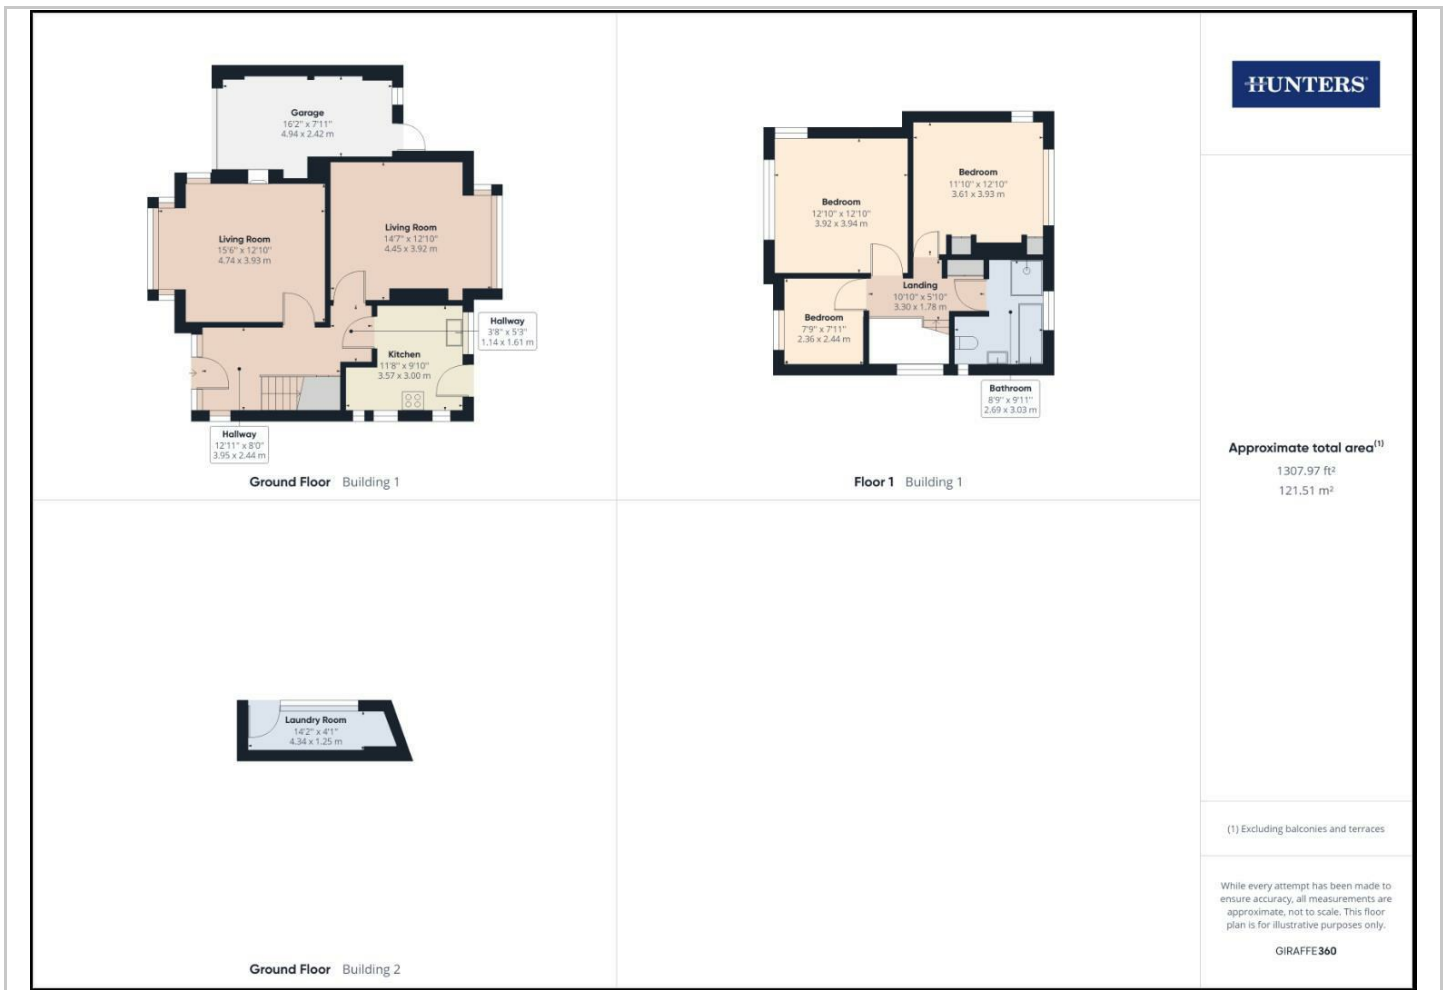 Garage
16'2" x 7'11"
4.94 x 2.42 m
Living Room
15'6" x 12'10"
4.74 x 3.93 m
Living Room
14'7" x 12'10"
4.45 x 3.92 m
Hallway
3'8" x 5'3"
1.14 x 1.61 m
Kitchen
11'8" x 9'10"
3.57 x 3.00 m
Hallway
12'11" x 8'0"
3.95 x 2.44 m
Ground Floor Building 1
Bedroom
12'10" x 12'10"
3.92 x 3.94 m
Bedroom
11'10" x 12'10"
3.61 x 3.93 m
Landing
10'10" x 5'10"
3.30 x 1.78 m
Bedroom
7'9" x 7'11"
2.36 x 2.44 m
Bathroom
8'9" x 9'11"
2.69 x 3.03 m
Floor 1 Building 1
Laundry Room
14'2" x 4'1"
4.34 x 1.25 m
Ground Floor Building 2
HUNTERS
Approximate total area(1)
1307.97 ft²
121.51 m²
(1) Excluding balconies and terraces
While every attempt has been made to
ensure accuracy, all measurements are
approximate, not to scale. This floor
plan is for illustrative purposes only.
GIRAFFE360